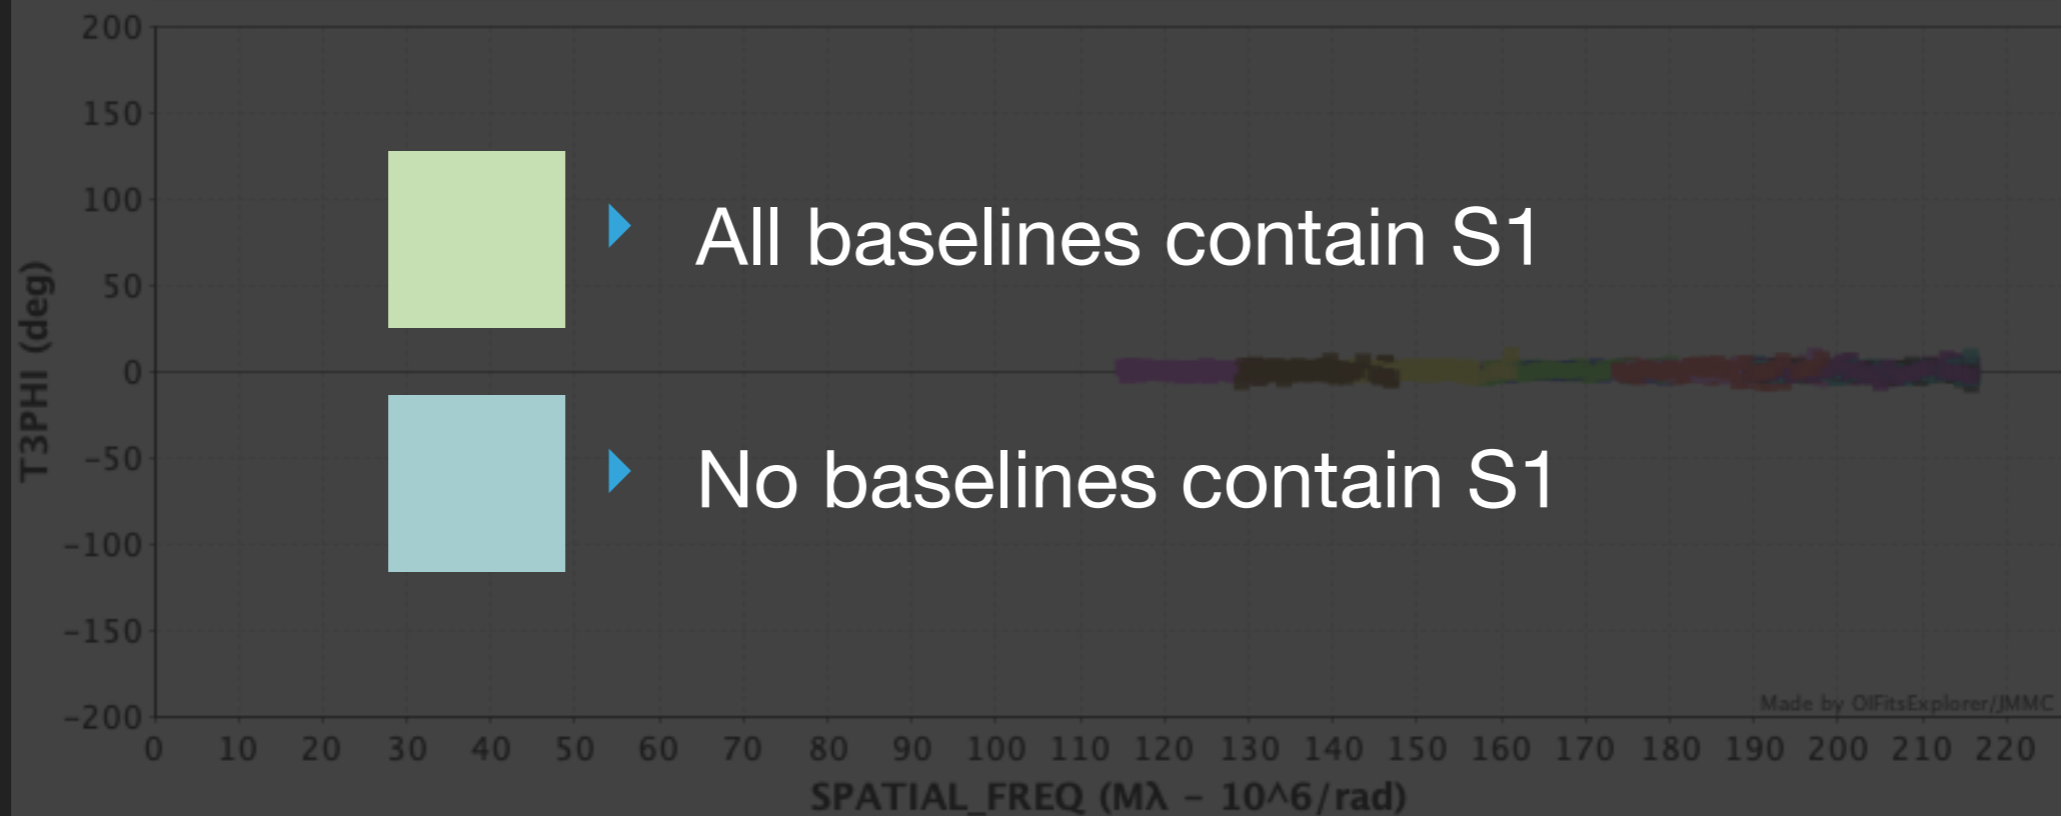 200
150
100
All baselines contain S1
50
0
T3PHI (deg)
−50
No baselines contain S1
−100
−150
Made by OIFitsExplorer/JMMC
−200
0 10 20 30 40 50 60 70 80 90 100 110 120 130 140 150 160 170 180 190 200 210 220
SPATIAL_FREQ (Mλ − 10^6/rad)